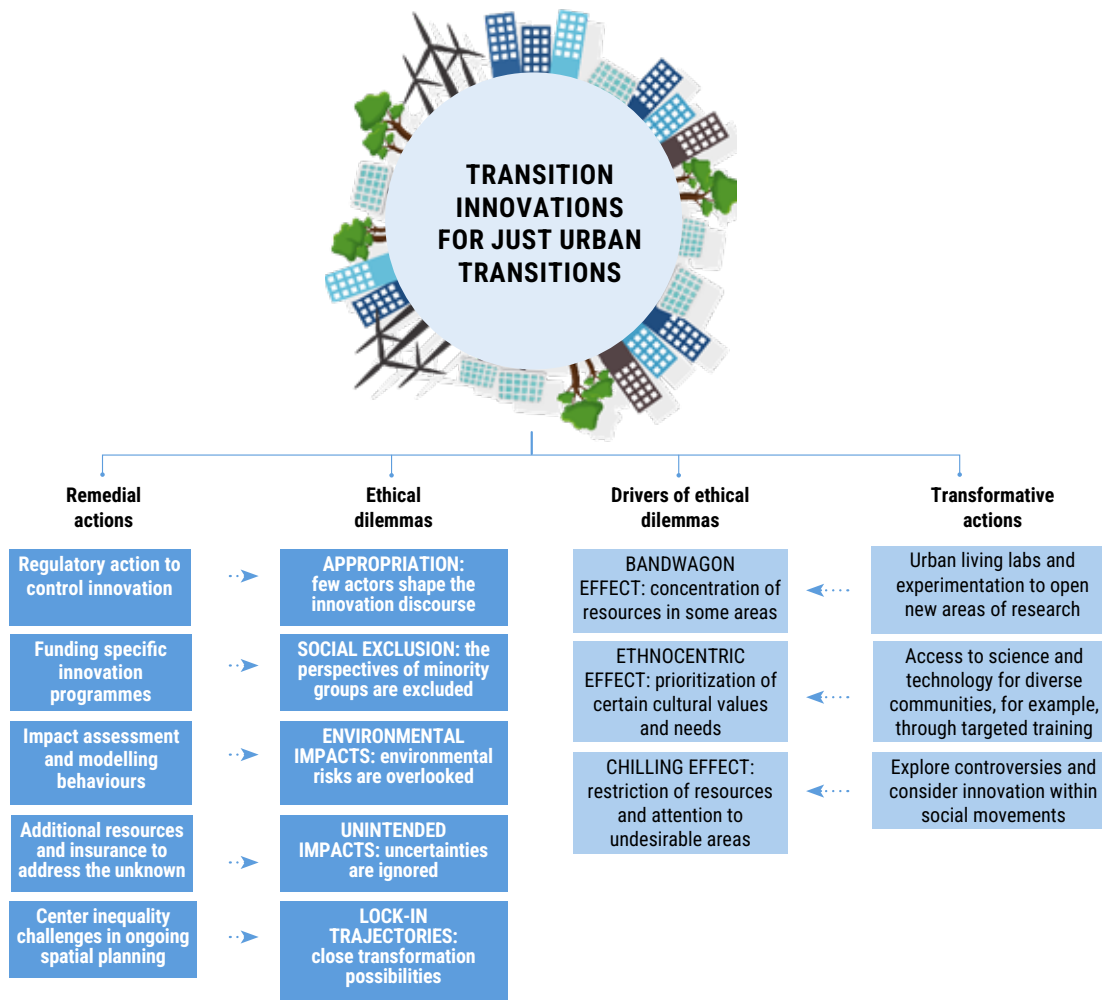 TRANSITION
INNOVATIONS
FOR JUST URBAN
TRANSITIONS
Remedial
actions
Regulatory action to
control innovation
Funding specific
innovation
programmes
Impact assessment
and modelling
behaviours
Additional resources
and insurance to
address the unknown
Center inequality
challenges in ongoing
spatial planning
Ethical
dilemmas
APPROPRIATION:
few actors shape the
innovation discourse
SOCIAL EXCLUSION: the
perspectives of minority
groups are excluded
ENVIRONMENTAL
IMPACTS: environmental
risks are overlooked
UNINTENDED
IMPACTS: uncertainties
are ignored
LOCK-IN
TRAJECTORIES:
close transformation
possibilities
Drivers of ethical
dilemmas
BANDWAGON
EFFECT: concentration of
resources in some areas
ETHNOCENTRIC
EFFECT: prioritization of
certain cultural values
and needs
CHILLING EFFECT:
restriction of resources
and attention to
undesirable areas
Transformative
actions
Urban living labs and
experimentation to open
new areas of research
Access to science and
technology for diverse
communities, for example,
through targeted training
Explore controversies and
consider innovation within
social movements